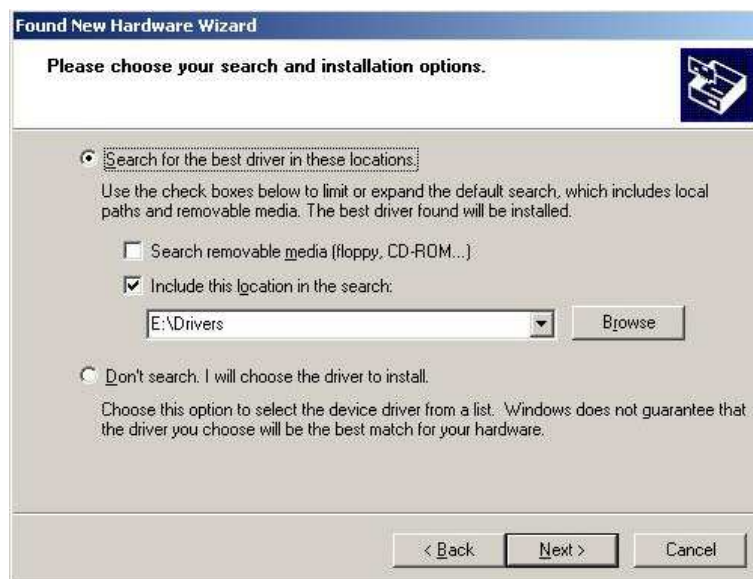 Found New Hardware Wizard
Please choose your search and installation options.
Search for the best driver in these locations.
Use the check boxes below to limit or expand the default search, which includes local
paths and removable media. The best driver found will be installed.
Search removable media (floppy, CD-ROM...)
Include this location in the search:
E:\Drivers
Browse
Don't search. I will choose the driver to install.
Choose this option to select the device driver from a list. Windows does not guarantee that
the driver you choose will be the best match for your hardware.
< Back
Next >
Cancel